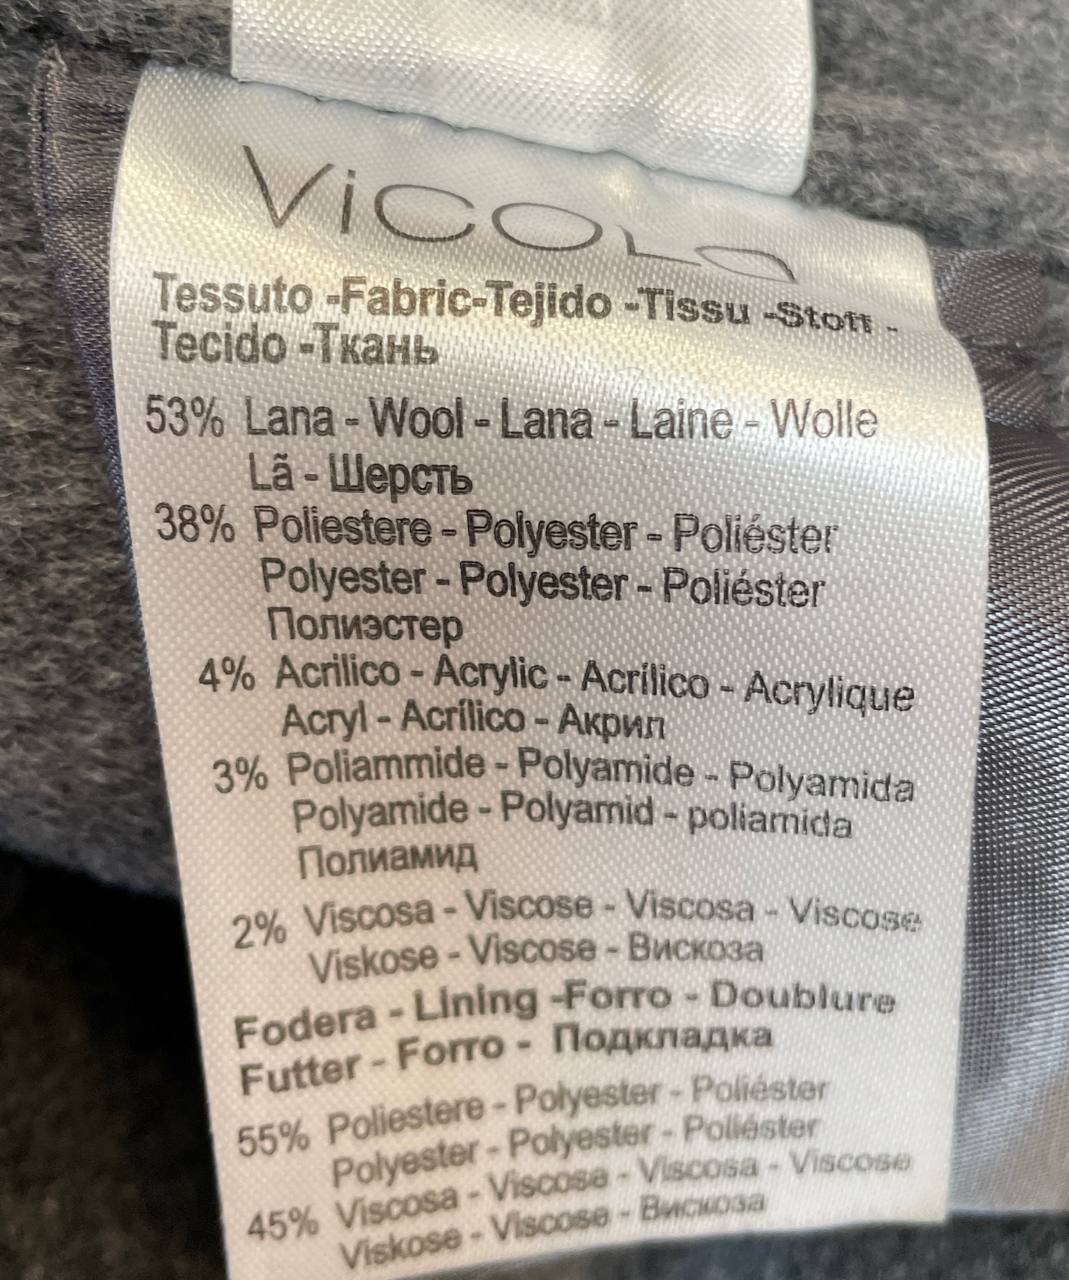 Vicolo
Tessuto -Fabric-Tejido -Tissu -Stoff -
Tecido -Ткань
53% Lana - Wool - Lana - Laine - Wolle
Lã - Шерсть
38% Poliestere - Polyester - Poliéster
Polyester - Polyester - Poliéster
Полиэстер
4% Acrilico - Acrylic - Acrílico - Acrylique
Acryl - Acrílico - Акрил
3% Poliammide - Polyamide - Polyamida
Polyamide - Polyamid - poliamida
Полиамид
2% Viscosa - Viscose - Viscosa - Viscose
Viskose - Viscose - Вискоза
Fodera - Lining -Forro - Doublure
Futter - Forro - Подкладка
55% Poliestere - Polyester - Poliéster
Polyester - Polyester - Poliéster
45% Viscosa - Viscose - Viscosa - Viscose
Viskose - Viscose - Вискоза